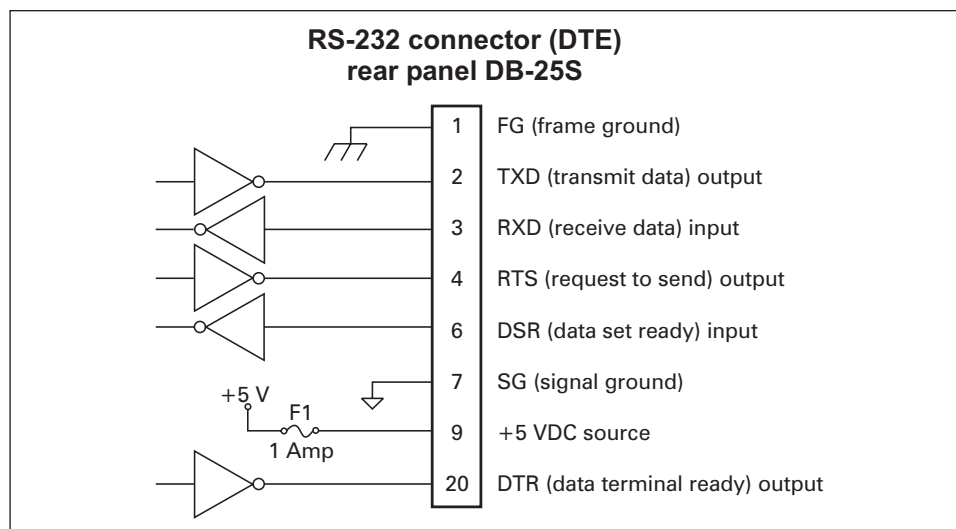 RS-232 connector (DTE)
rear panel DB-25S
1 FG (frame ground)
2 TXD (transmit data) output
3 RXD (receive data) input
4 RTS (request to send) output
6 DSR (data set ready) input
7 SG (signal ground)
+5 V
F1
9 +5 VDC source
1 Amp
20 DTR (data terminal ready) output